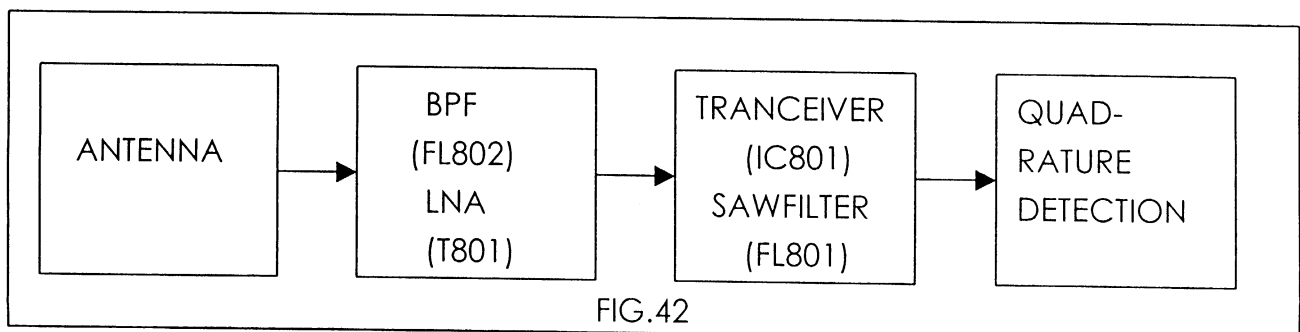 ANTENNA
BPF
(FL802)
LNA
(T801)
TRANCEIVER
(IC801)
SAWFILTER
(FL801)
QUAD-
RATURE
DETECTION
FIG.42